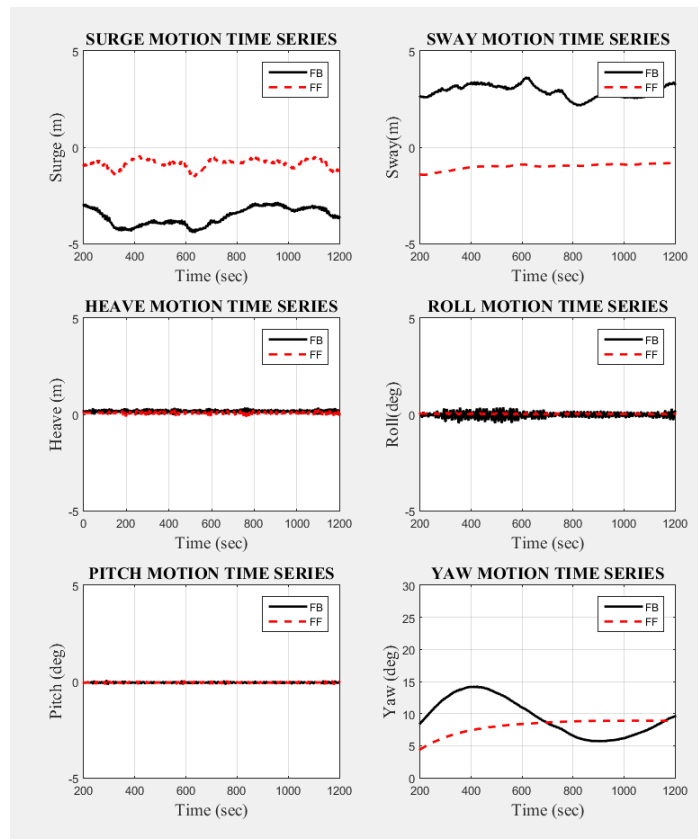 SURGE MOTION TIME SERIES
5
0
-5
Surge (m)
FB
FF
200 400 600 800 1000 1200
Time (sec)
SWAY MOTION TIME SERIES
5
0
-5
Sway(m)
FB
FF
200 400 600 800 1000 1200
Time (sec)
HEAVE MOTION TIME SERIES
5
0
-5
Heave (m)
FB
FF
0 200 400 600 800 1000 1200
Time (sec)
ROLL MOTION TIME SERIES
5
0
-5
Roll(deg)
FB
FF
200 400 600 800 1000 1200
Time (sec)
PITCH MOTION TIME SERIES
5
0
-5
Pitch (deg)
FB
FF
200 400 600 800 1000 1200
Time (sec)
YAW MOTION TIME SERIES
30
25
20
15
10
5
0
Yaw (deg)
FB
FF
200 400 600 800 1000 1200
Time (sec)